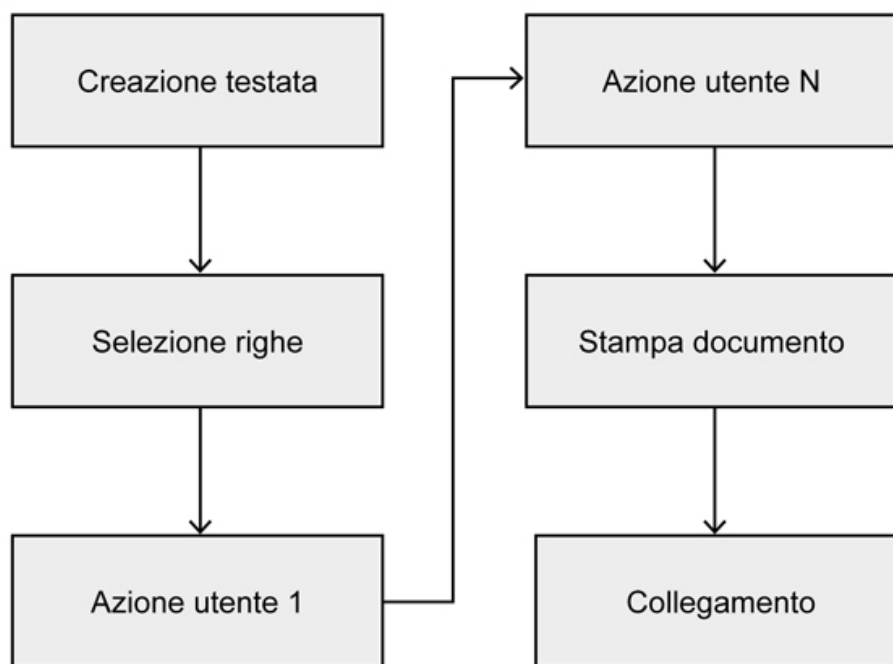 Creazione testata
Selezione righe
Azione utente 1
Azione utente N
Stampa documento
Collegamento